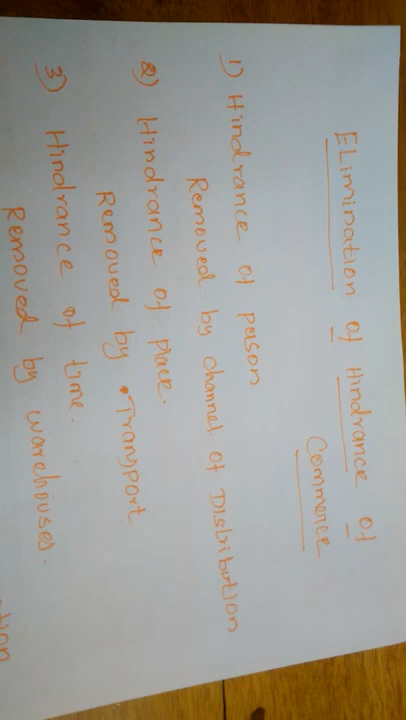 Elimination of Hindrance of
Commerce
1) Hindrance of person
Removed by channel of Distribution
2) Hindrance of place.
Removed by Transport
3) Hindrance of time.
Removed by warehouses.